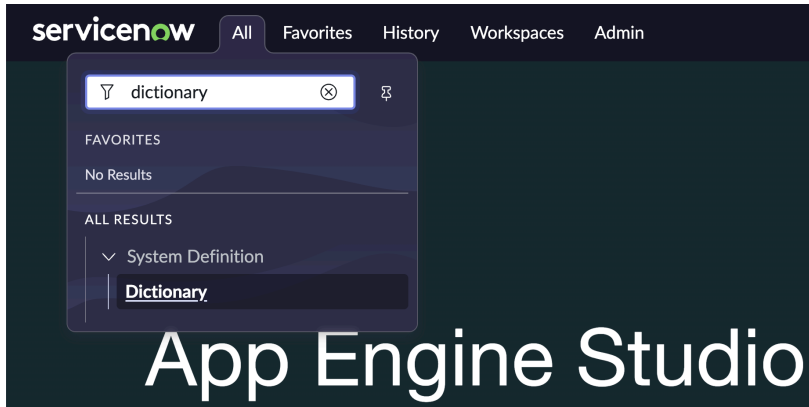 servicenow All Favorites History Workspaces Admin
dictionary
FAVORITES
No Results
ALL RESULTS
System Definition
Dictionary
App Engine Studio